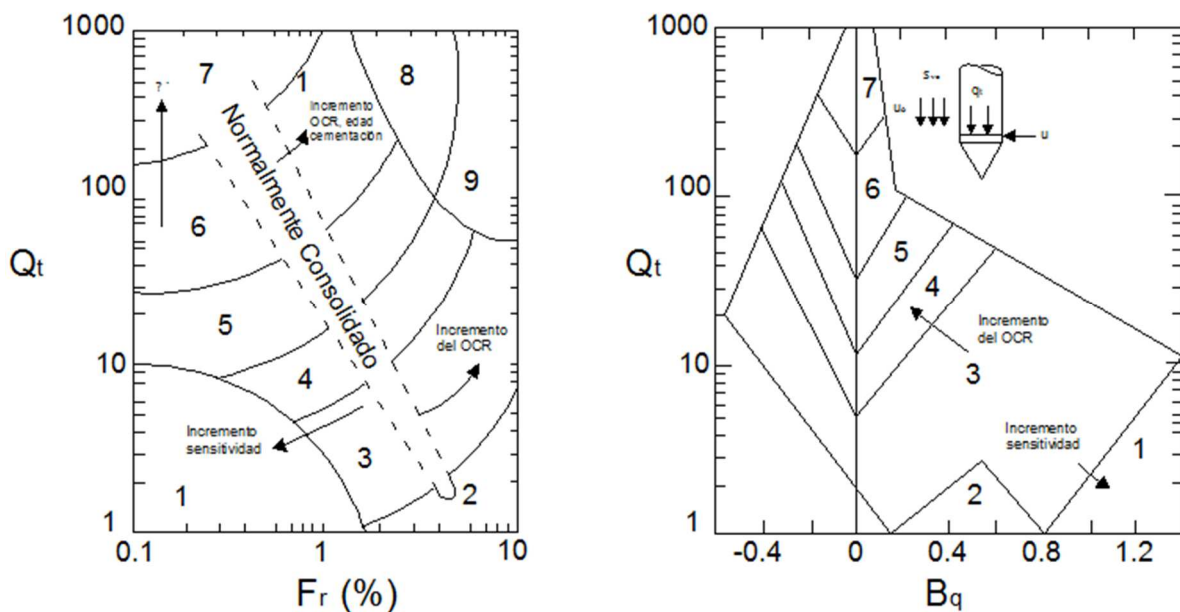 1000
7
1
8
Incremento
OCR, edad
cementación
Normalmente Consolidado
100
9
6
Qt
5
Incremento
del OCR
10
4
Incremento
sensitividad
3
1
2
1
0.1
1
10
Fr (%)
1000
7
qt
u
100
6
Qt
5
4
Incremento
del OCR
10
3
Incremento
sensitividad
1
2
1
-0.4
0
0.4
0.8
1.2
Bq